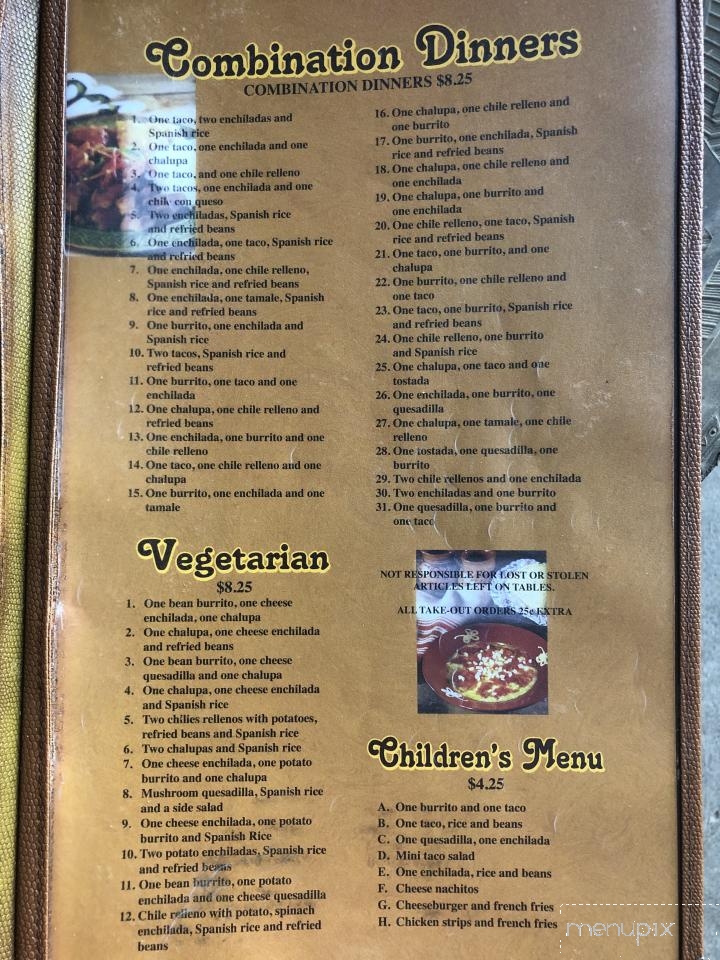 Combination Dinners
COMBINATION DINNERS $8.25
1. One taco, two enchiladas and
Spanish rice
2. One taco, one enchilada and one
chalupa
3. One taco, and one chile relleno
4. Two tacos, one enchilada and one
chile con queso
5. Two enchiladas, Spanish rice
and refried beans
6. One enchilada, one taco, Spanish rice
and refried beans
7. One enchilada, one chile relleno,
Spanish rice and refried beans
8. One enchilada, one tamale, Spanish
rice and refried beans
9. One burrito, one enchilada and
Spanish rice
10. Two tacos, Spanish rice and
refried beans
11. One burrito, one taco and one
enchilada
12. One chalupa, one chile relleno and
refried beans
13. One enchilada, one burrito and one
chile relleno
14. One taco, one chile relleno and one
chalupa
15. One burrito, one enchilada and one
tamale
16. One chalupa, one chile relleno and
one burrito
17. One burrito, one enchilada, Spanish
rice and refried beans
18. One chalupa, one chile relleno and
one enchilada
19. One chalupa, one burrito and
one enchilada
20. One chile relleno, one taco, Spanish
rice and refried beans
21. One taco, one burrito, and one
chalupa
22. One burrito, one chile relleno and
one taco
23. One taco, one burrito, Spanish rice
and refried beans
24. One chile relleno, one burrito
and Spanish rice
25. One chalupa, one taco and one
tostada
26. One enchilada, one burrito, one
quesadilla
27. One chalupa, one tamale, one chile
relleno
28. One tostada, one quesadilla, one
burrito
29. Two chile rellenos and one enchilada
30. Two enchiladas and one burrito
31. One quesadilla, one burrito and
one taco
Vegetarian
$8.25
1. One bean burrito, one cheese
enchilada, one chalupa
2. One chalupa, one cheese enchilada
and refried beans
3. One bean burrito, one cheese
quesadilla and one chalupa
4. One chalupa, one cheese enchilada
and Spanish rice
5. Two chilies rellenos with potatoes,
refried beans and Spanish rice
6. Two chalupas and Spanish rice
7. One cheese enchilada, one potato
burrito and one chalupa
8. Mushroom quesadilla, Spanish rice
and a side salad
9. One cheese enchilada, one potato
burrito and Spanish Rice
10. Two potato enchiladas, Spanish rice
and refried beans
11. One bean burrito, one potato
enchilada and one cheese quesadilla
12. Chile relleno with potato, spinach
enchilada, Spanish rice and refried
beans
NOT RESPONSIBLE FOR LOST OR STOLEN
ARTICLES LEFT ON TABLES.
ALL TAKE-OUT ORDERS 25¢ EXTRA
Children's Menu
$4.25
A. One burrito and one taco
B. One taco, rice and beans
C. One quesadilla, one enchilada
D. Mini taco salad
E. One enchilada, rice and beans
F. Cheese nachitos
G. Cheeseburger and french fries
H. Chicken strips and french fries
menupix